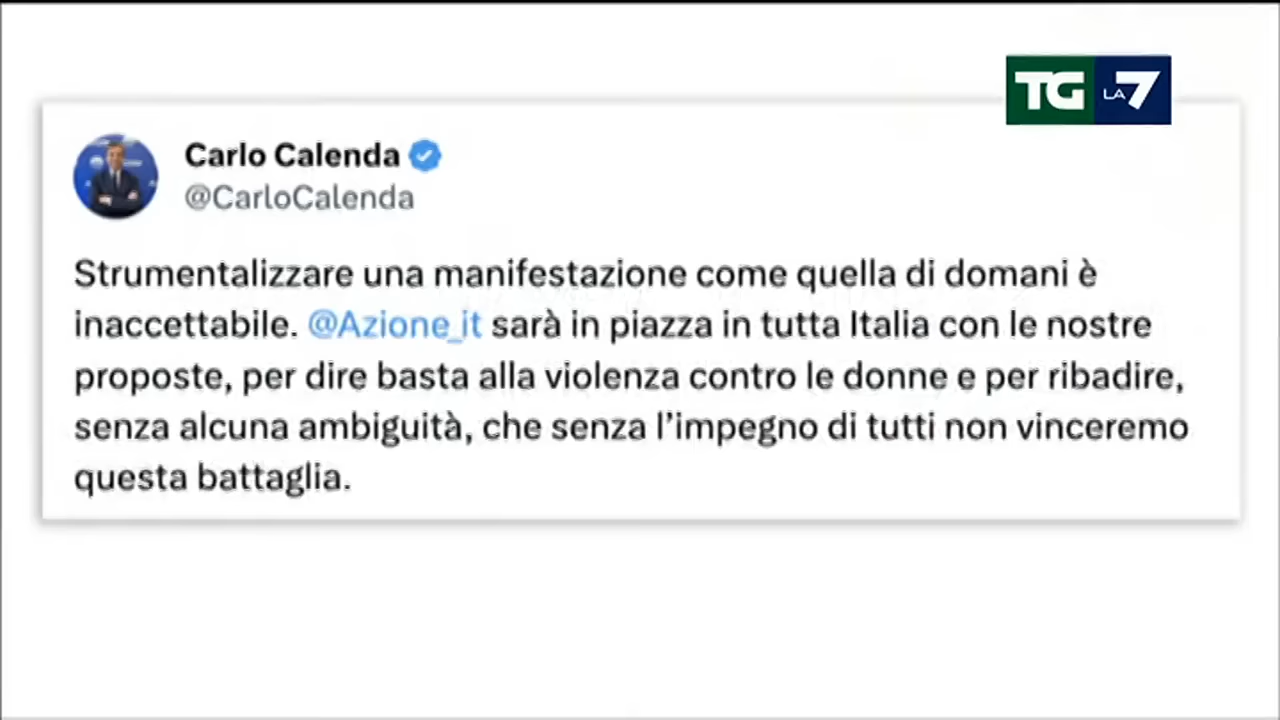 TG LA7
Carlo Calenda
@CarloCalenda
Strumentalizzare una manifestazione come quella di domani è
inaccettabile. @Azione_it sarà in piazza in tutta Italia con le nostre
proposte, per dire basta alla violenza contro le donne e per ribadire,
senza alcuna ambiguità, che senza l’impegno di tutti non vinceremo
questa battaglia.